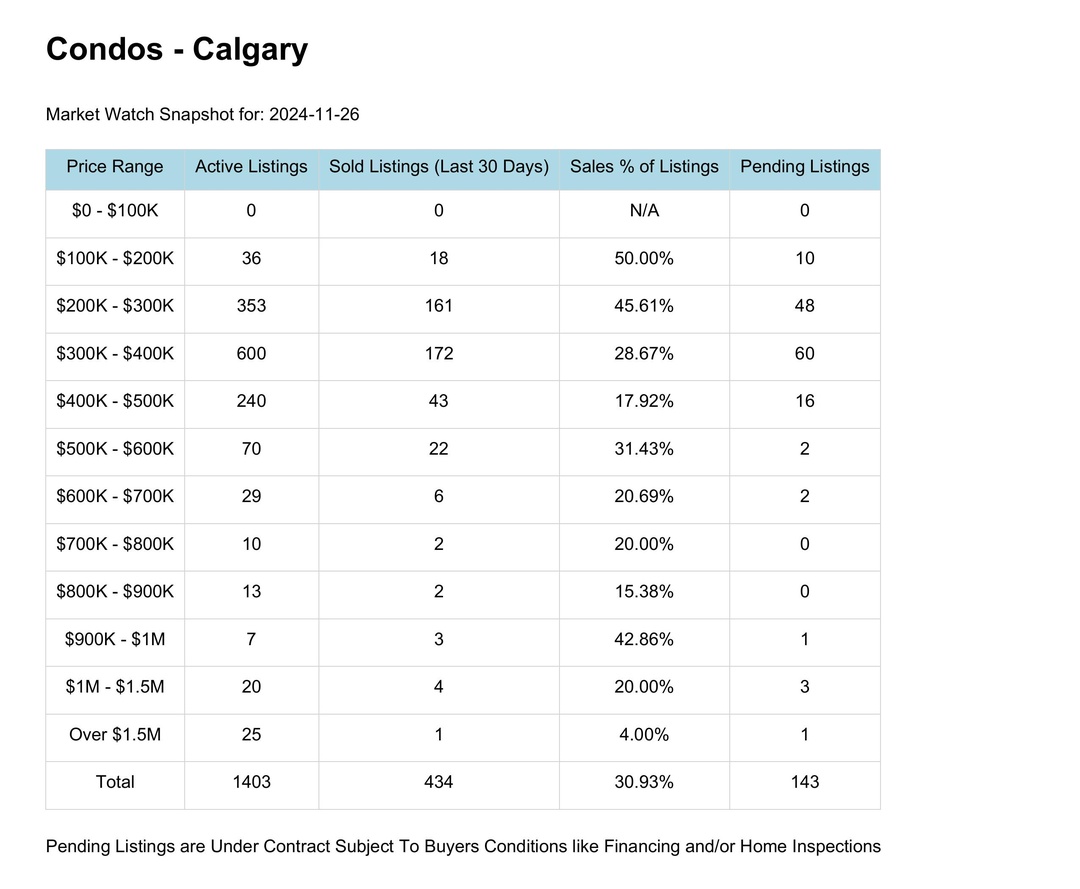 Condos - Calgary
Market Watch Snapshot for: 2024-11-26
Price Range Active Listings Sold Listings (Last 30 Days) Sales % of Listings Pending Listings
$0 - $100K 0 0 N/A 0
$100K - $200K 36 18 50.00% 10
$200K - $300K 353 161 45.61% 48
$300K - $400K 600 172 28.67% 60
$400K - $500K 240 43 17.92% 16
$500K - $600K 70 22 31.43% 2
$600K - $700K 29 6 20.69% 2
$700K - $800K 10 2 20.00% 0
$800K - $900K 13 2 15.38% 0
$900K - $1M 7 3 42.86% 1
$1M - $1.5M 20 4 20.00% 3
Over $1.5M 25 1 4.00% 1
Total 1403 434 30.93% 143
Pending Listings are Under Contract Subject To Buyers Conditions like Financing and/or Home Inspections